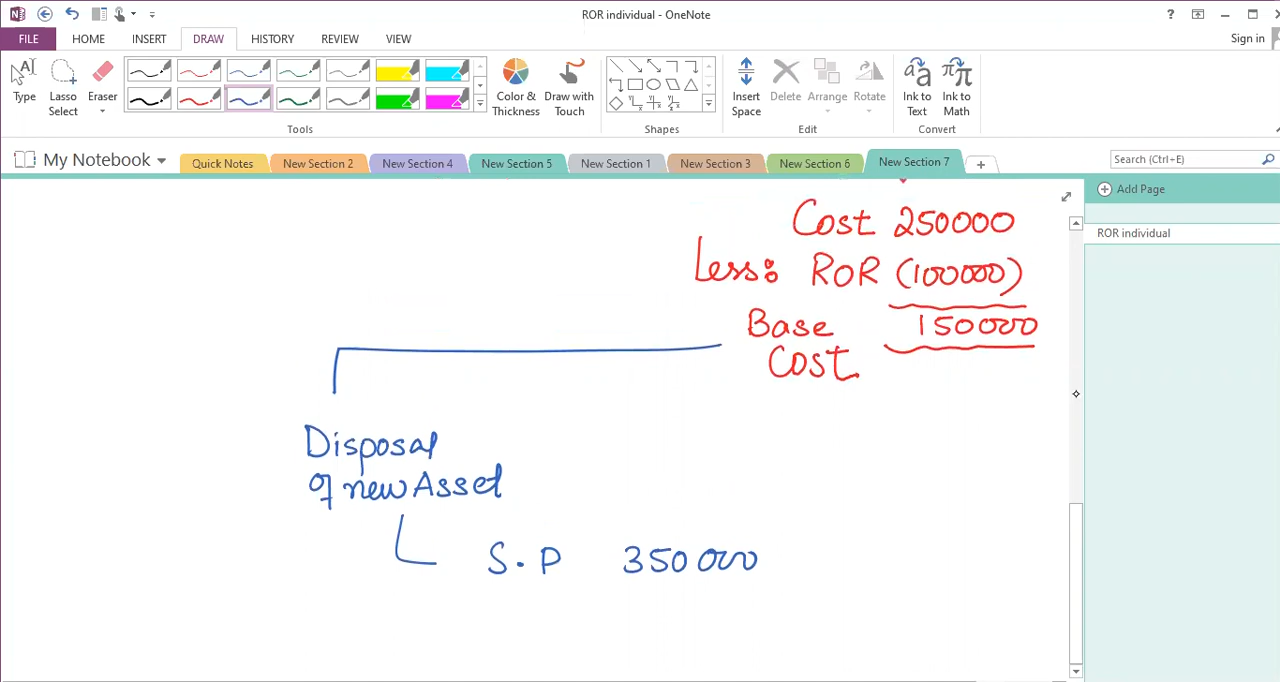 ROR individual - OneNote
?
Sign in
FILE HOME INSERT DRAW HISTORY REVIEW VIEW
Type
Lasso Select
Eraser
Color & Thickness
Draw with Touch
Insert Space
Delete
Arrange
Rotate
Ink to Text
Ink to Math
Tools
Shapes
Edit
Convert
My Notebook
Quick Notes
New Section 2
New Section 4
New Section 5
New Section 1
New Section 3
New Section 6
New Section 7
Search (Ctrl+E)
Add Page
ROR individual
Cost 250000
Less: ROR (100000)
Base 150000
Cost
Disposal
of new Asset
S.P 350000